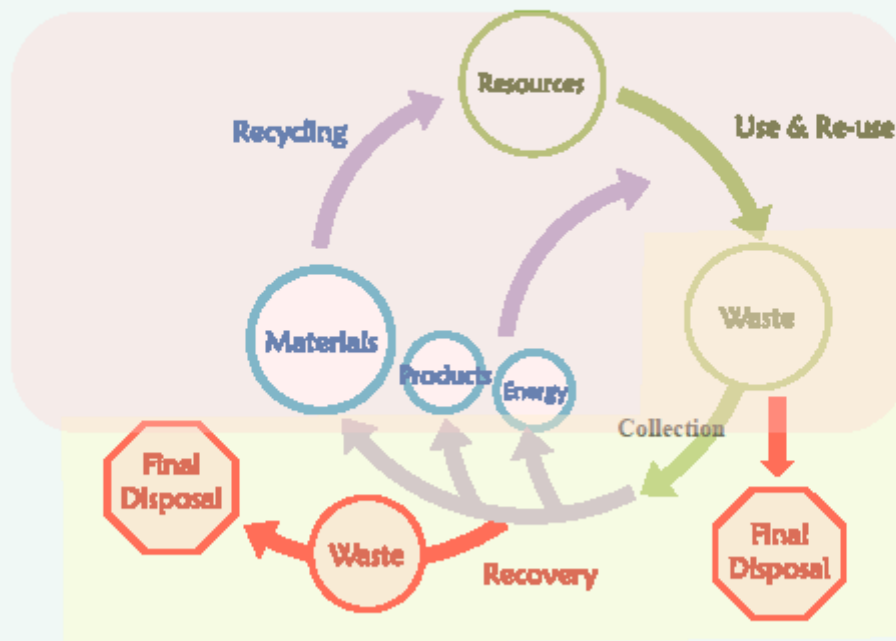 Resources
Recycling
Use & Re-use
Waste
Materials
Products
Energy
Collection
Final
Disposal
Waste
Recovery
Final
Disposal